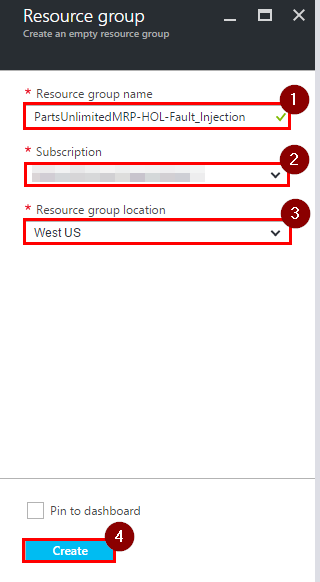 Resource group
Create an empty resource group
* Resource group name
1
PartsUnlimitedMRP-HOL-Fault_Injection
* Subscription
2
* Resource group location
3
West US
Pin to dashboard
4
Create